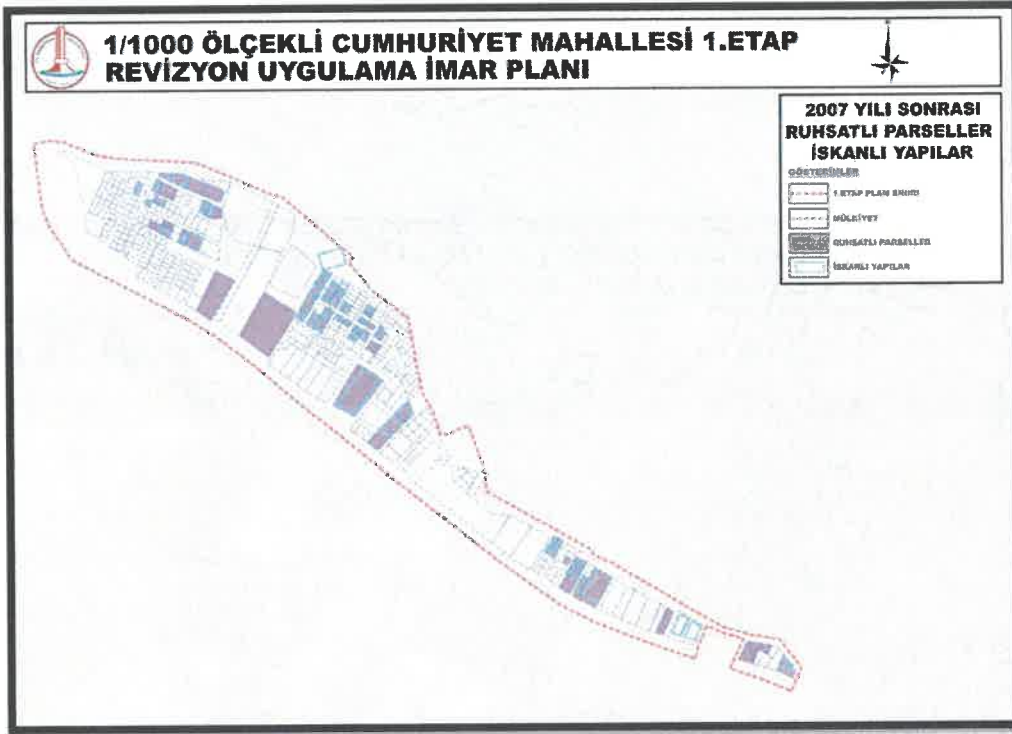 1/1000 ÖLÇEKLİ CUMHURİYET MAHALLESİ 1.ETAP
REVİZYON UYGULAMA İMAR PLANI
2007 YILI SONRASI
RUHSATLI PARSELLER
İSKANLI YAPILAR
GÖSTERİMLER
1.ETAP PLAN SINIRI
MÜLKİYET
RUHSATLI PARSELLER
İSKANLI YAPILAR